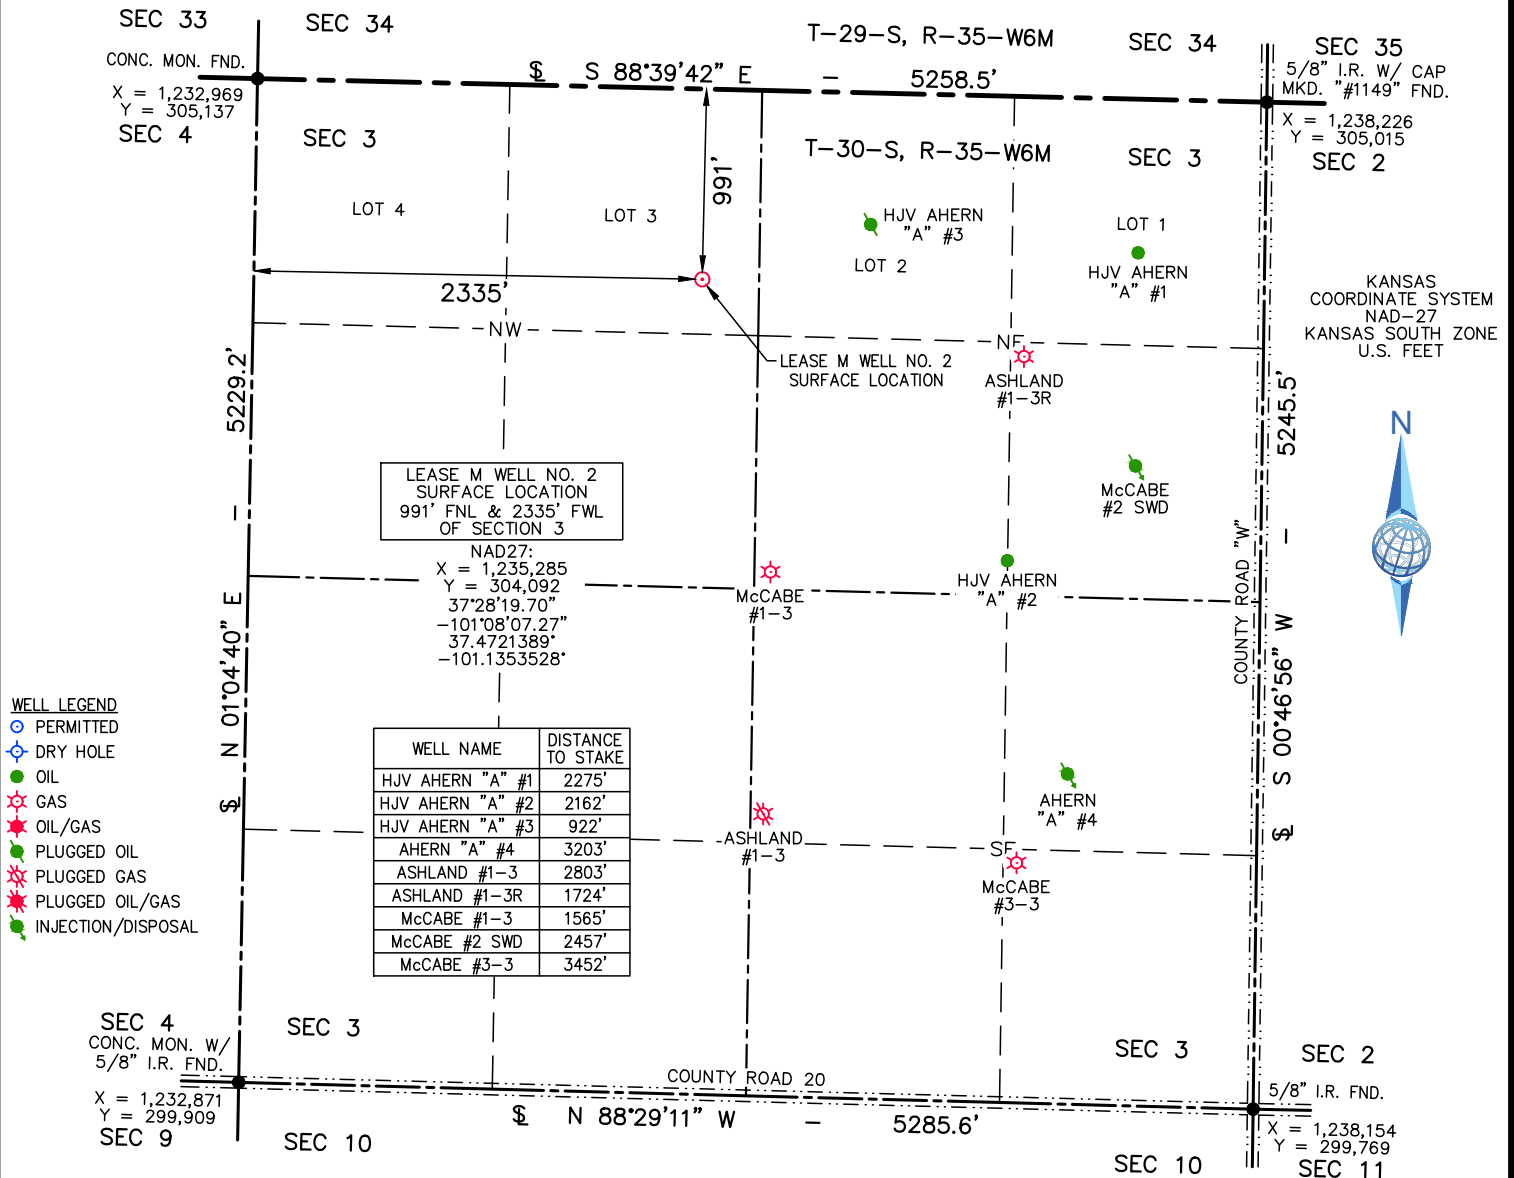 SEC 33
SEC 34
T-29-S, R-35-W6M
SEC 34
SEC 35
CONC. MON. FND.
X = 1,232,969
Y = 305,137
SEC 4
SEC 3
S 88°39'42" E - 5258.5'
5/8" I.R. W/ CAP
MKD. "#1149" FND.
X = 1,238,226
Y = 305,015
SEC 2
T-30-S, R-35-W6M
SEC 3
991'
LOT 4
LOT 3
HJV AHERN
"A" #3
LOT 2
LOT 1
HJV AHERN
"A" #1
2335'
KANSAS
COORDINATE SYSTEM
NAD-27
KANSAS SOUTH ZONE
U.S. FEET
NW
NE
LEASE M WELL NO. 2
SURFACE LOCATION
ASHLAND
#1-3R
N 01°04'40" E - 5229.2'
5245.5'
S 00°46'56" W -
COUNTY ROAD "W"
N
LEASE M WELL NO. 2
SURFACE LOCATION
991' FNL & 2335' FWL
OF SECTION 3
NAD27:
X = 1,235,285
Y = 304,092
37°28'19.70"
-101°08'07.27"
37.4721389°
-101.1353528°
McCABE
#2 SWD
McCABE
#1-3
HJV AHERN
"A" #2
WELL LEGEND
PERMITTED
DRY HOLE
OIL
GAS
OIL/GAS
PLUGGED OIL
PLUGGED GAS
PLUGGED OIL/GAS
INJECTION/DISPOSAL
WELL NAME DISTANCE
TO STAKE
HJV AHERN "A" #1 2275'
HJV AHERN "A" #2 2162'
HJV AHERN "A" #3 922'
AHERN "A" #4 3203'
ASHLAND #1-3 2803'
ASHLAND #1-3R 1724'
McCABE #1-3 1565'
McCABE #2 SWD 2457'
McCABE #3-3 3452'
AHERN
"A" #4
ASHLAND
#1-3
SE
McCABE
#3-3
SEC 4
SEC 3
CONC. MON. W/
5/8" I.R. FND.
X = 1,232,871
Y = 299,909
SEC 9
SEC 10
COUNTY ROAD 20
N 88°29'11" W - 5285.6'
SEC 3
SEC 2
5/8" I.R. FND.
X = 1,238,154
Y = 299,769
SEC 10
SEC 11